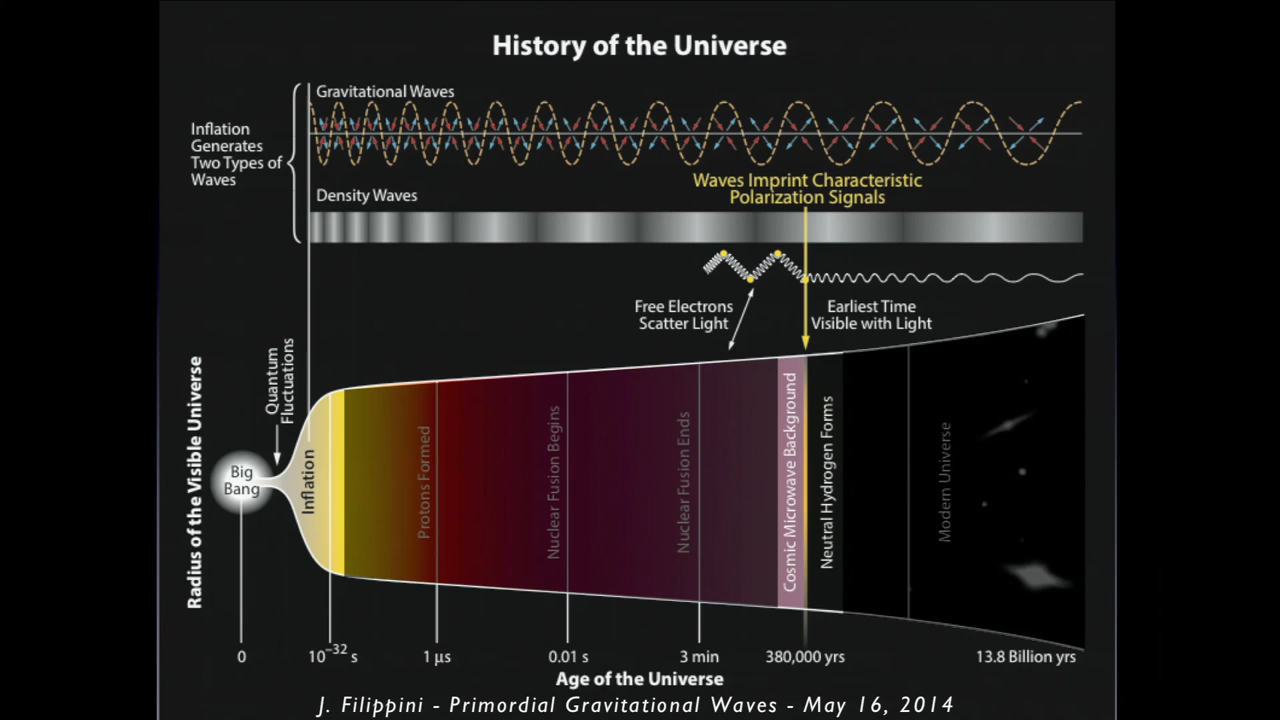 History of the Universe
Gravitational Waves
Inflation
Generates
Two Types of
Waves
Waves Imprint Characteristic
Polarization Signals
Density Waves
Free Electrons
Scatter Light
Earliest Time
Visible with Light
Radius of the Visible Universe
Quantum
Fluctuations
Big
Bang
Inflation
Protons Formed
Nuclear Fusion Begins
Nuclear Fusion Ends
Cosmic Microwave Background
Neutral Hydrogen Forms
Modern Universe
0
10⁻³² s
1 µs
0.01 s
3 min
380,000 yrs
13.8 Billion yrs
Age of the Universe
J. Filippini - Primordial Gravitational Waves - May 16, 2014